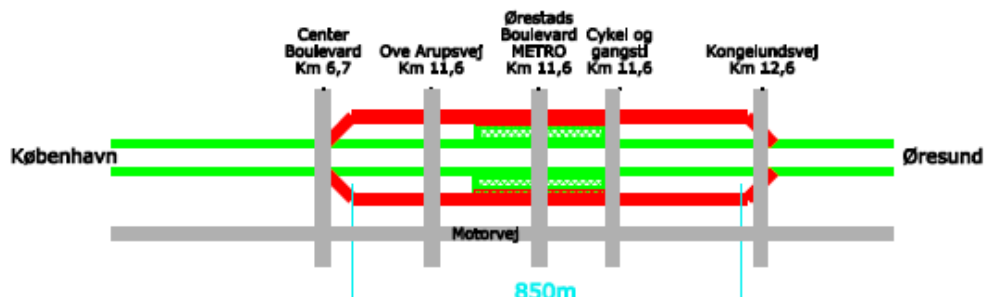 Center
Boulevard
Km 6,7
Ove Arupsvej
Km 11,6
Ørestads
Boulevard
METRO
Km 11,6
Cykel og
gangsti
Km 11,6
Kongelundsvej
Km 12,6
København
Øresund
Motorvej
850m